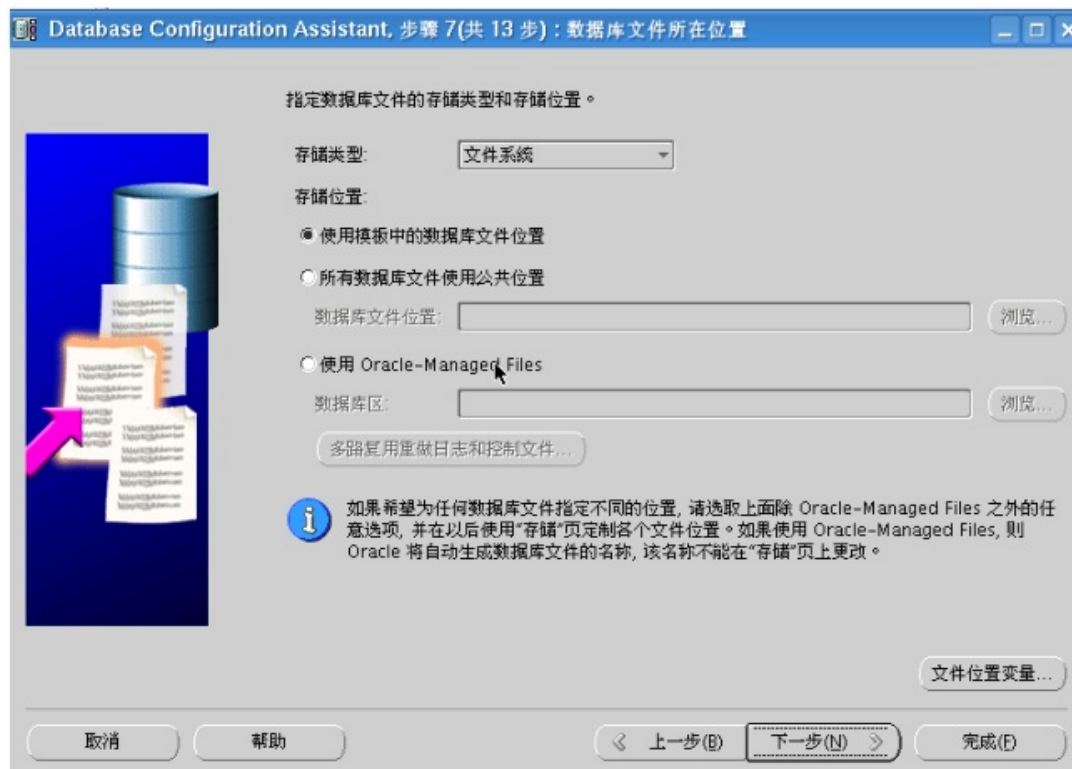 Database Configuration Assistant, 步骤 7(共 13 步) : 数据库文件所在位置
指定数据库文件的存储类型和存储位置。
存储类型:
文件系统
存储位置:
使用模板中的数据库文件位置
所有数据库文件使用公共位置
数据库文件位置:
浏览...
使用 Oracle-Managed Files
数据库区:
浏览...
多路复用重做日志和控制文件...
如果希望为任何数据库文件指定不同的位置, 请选取上面除 Oracle-Managed Files 之外的任
意选项, 并在以后使用“存储”页定制各个文件位置。如果使用 Oracle-Managed Files, 则
Oracle 将自动生成数据库文件的名称, 该名称不能在“存储”页上更改。
文件位置变量...
取消
帮助
上一步(B)
下一步(N)
完成(F)